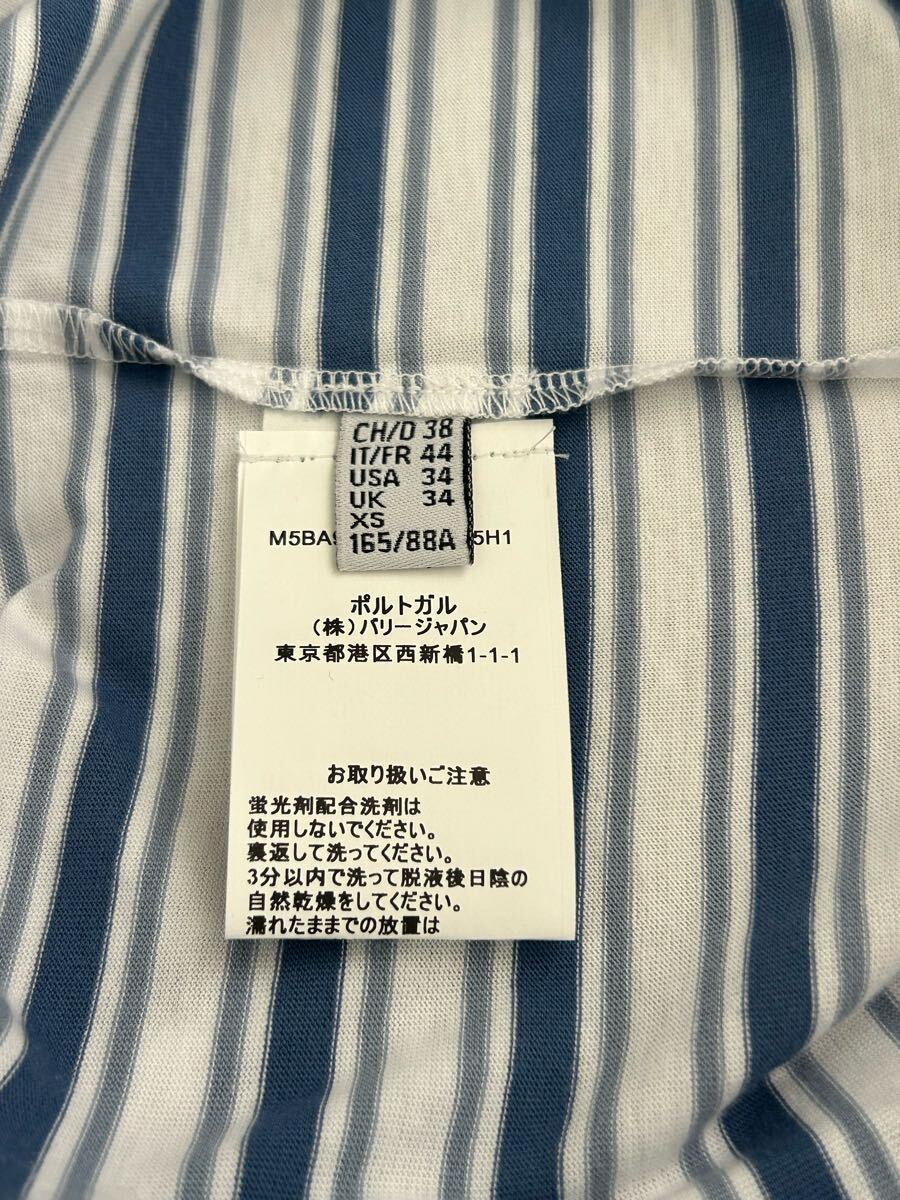 CH/D 38
IT/FR 44
USA 34
UK 34
XS
165/88A
M5BA 5H1
ポルトガル
（株）バリージャパン
東京都港区西新橋1-1-1
お取り扱いご注意
蛍光剤配合洗剤は
使用しないでください。
裏返して洗ってください。
3分以内で洗って脱液後日陰の
自然乾燥をしてください。
濡れたままでの放置は